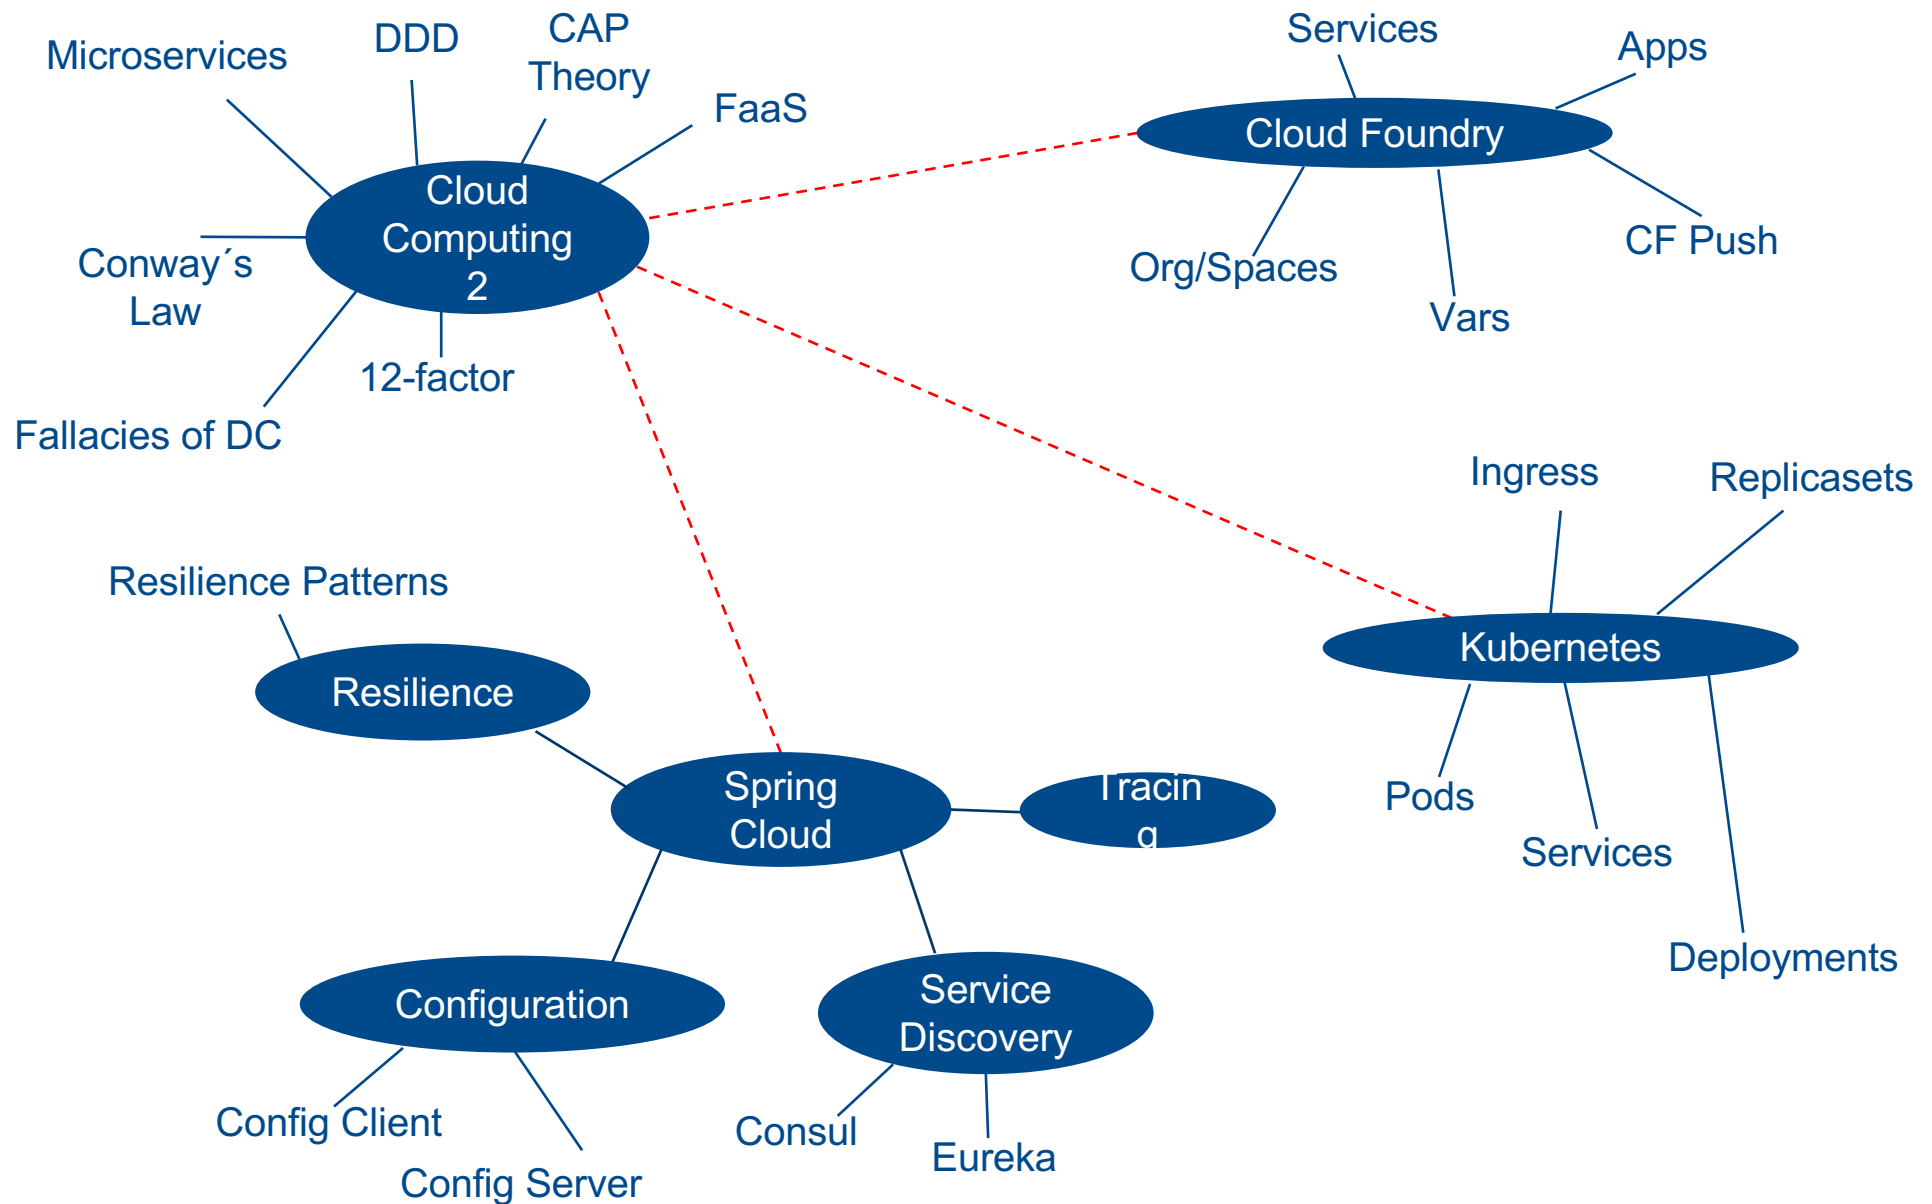 Microservices
DDD
CAP
Theory
FaaS
Cloud
Computing
2
Conway´s
Law
12-factor
Fallacies of DC
Services
Apps
Cloud Foundry
Org/Spaces
CF Push
Vars
Ingress
Replicasets
Kubernetes
Pods
Services
Deployments
Resilience Patterns
Resilience
Spring
Cloud
Tracin
g
Configuration
Service
Discovery
Config Client
Config Server
Consul
Eureka